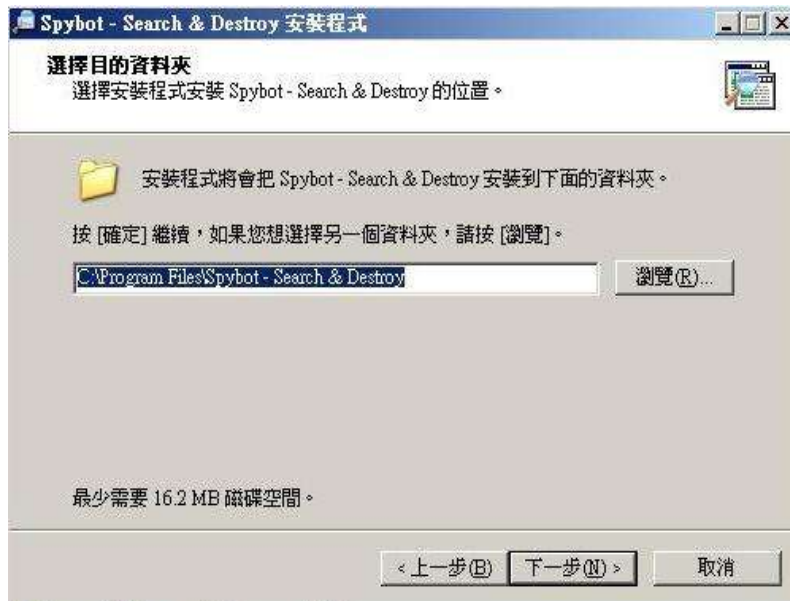 Spybot - Search & Destroy 安裝程式
選擇目的資料夾
選擇安裝程式安裝 Spybot - Search & Destroy 的位置。
安裝程式將會把 Spybot - Search & Destroy 安裝到下面的資料夾。
按 [確定] 繼續，如果您想選擇另一個資料夾，請按 [瀏覽]。
C:\Program Files\Spybot - Search & Destroy
瀏覽(R)...
最少需要 16.2 MB 磁碟空間。
< 上一步(B)
下一步(N) >
取消